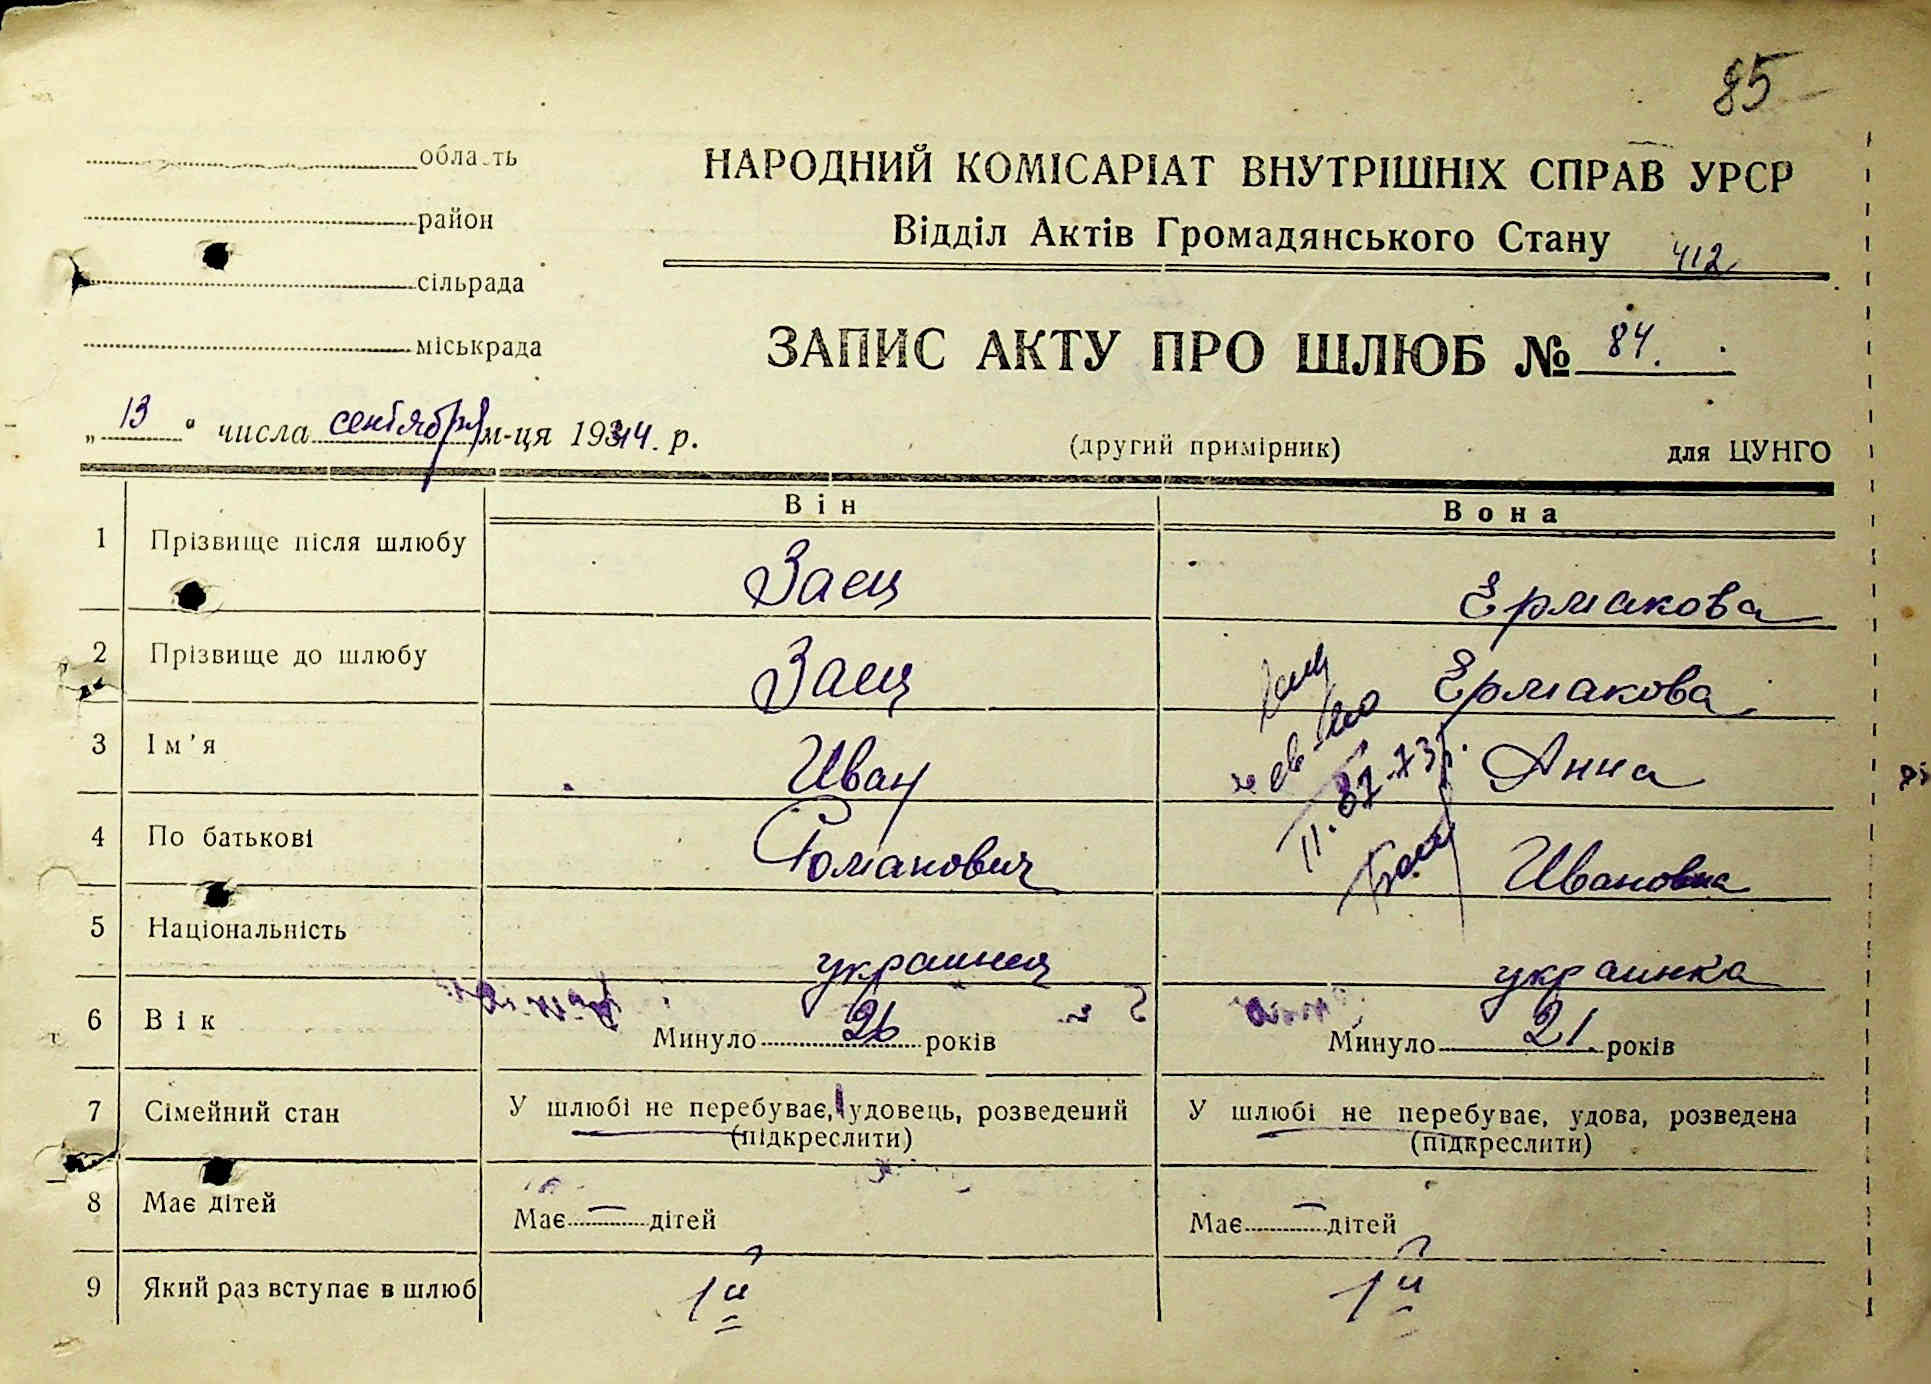 85
область
район
сільрада
міськрада
НАРОДНИЙ КОМІСАРІАТ ВНУТРІШНІХ СПРАВ УРСР
Відділ Актів Громадянського Стану
412
ЗАПИС АКТУ ПРО ШЛЮБ № 84.
„13“ числа сентября м-ця 1944. р.
(другий примірник) для ЦУНГО
Він Вона
1 Прізвище після шлюбу Заец Ермакова
2 Прізвище до шлюбу Заец Ермакова
3 Ім'я Иван Анна
4 По батькові Романович Ивановна
5 Національність украинец украинка
6 Вік Минуло 26 років Минуло 21 років
7 Сімейний стан У шлюбі не перебуває, удовець, розведений (підкреслити) У шлюбі не перебуває, удова, розведена (підкреслити)
8 Має дітей Має — дітей Має — дітей
9 Який раз вступає в шлюб 1й 1й